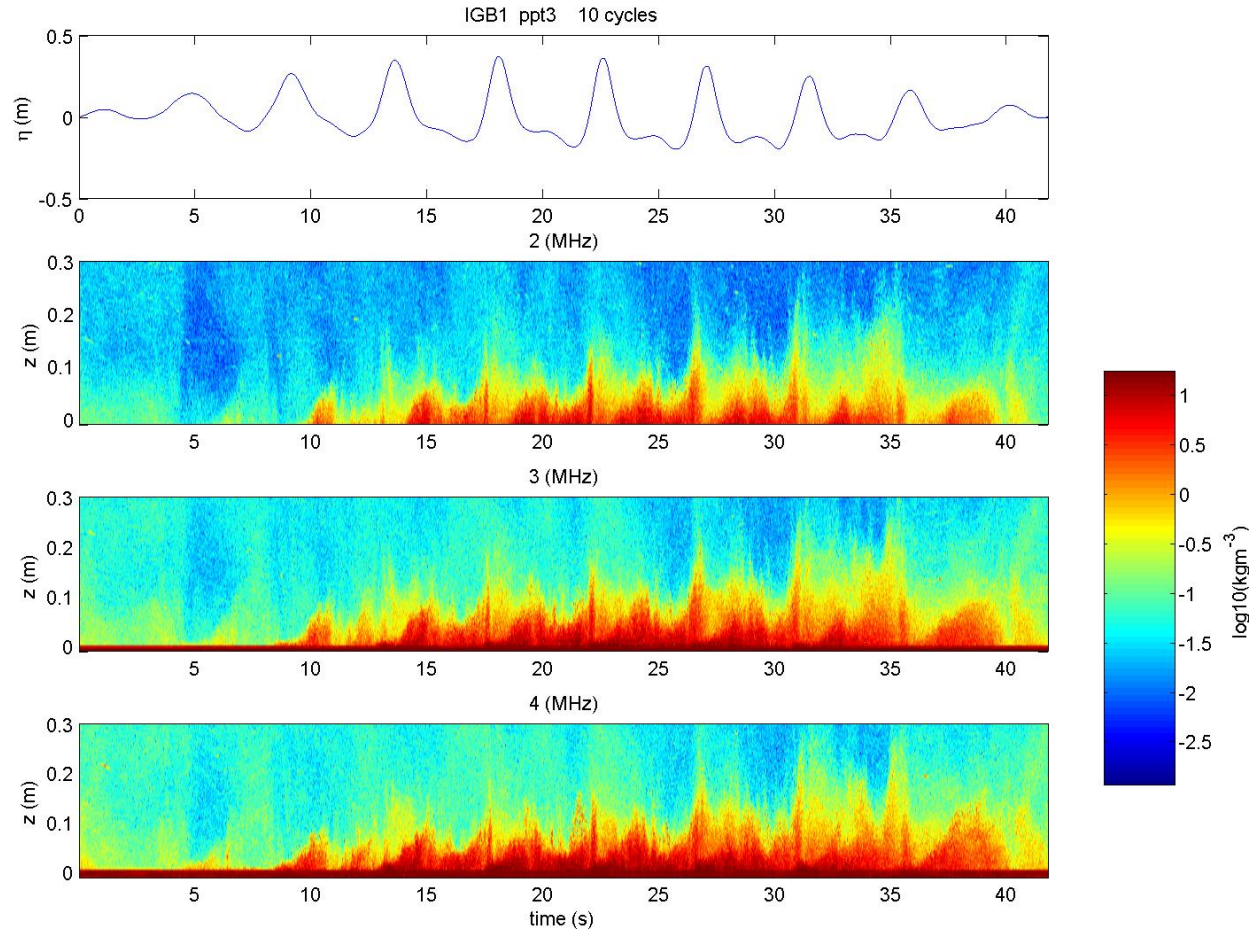 IGB1 ppt3 10 cycles
0.5
0
-0.5
η (m)
0 5 10 15 20 25 30 35 40
2 (MHz)
0.3
0.2
0.1
0
z (m)
5 10 15 20 25 30 35 40
3 (MHz)
0.3
0.2
0.1
0
z (m)
5 10 15 20 25 30 35 40
4 (MHz)
0.3
0.2
0.1
0
z (m)
5 10 15 20 25 30 35 40
time (s)
1
0.5
0
-0.5
-1
-1.5
-2
-2.5
log10(kgm⁻³)